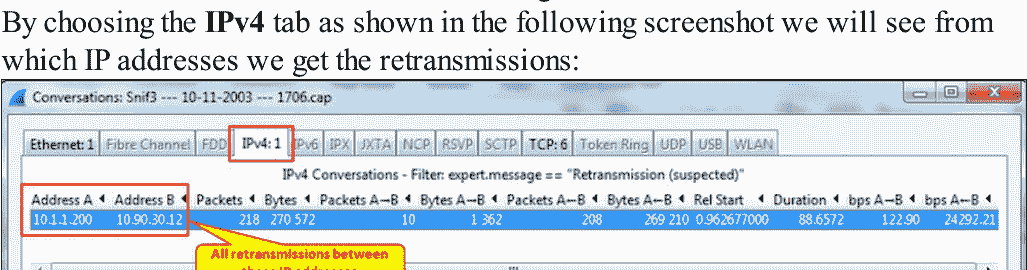 By choosing the IPv4 tab as shown in the following screenshot we will see from
which IP addresses we get the retransmissions:
Conversations: Snif3 --- 10-11-2003 --- 1706.cap
Ethernet: 1 Fibre Channel FDD IPv4: 1 IPv6 IPX JXTA NCP RSVP SCTP TCP: 6 Token Ring UDP USB WLAN
IPv4 Conversations - Filter: expert.message == "Retransmission (suspected)"
Address A Address B Packets Bytes Packets A→B Bytes A→B Packets A←B Bytes A←B Rel Start Duration bps A→B bps A←B
10.1.1.200 10.90.30.12 218 270 572 10 1 362 208 269 210 0.962677000 88.6572 122.90 24292.21
All retransmissions between
these IP addresses